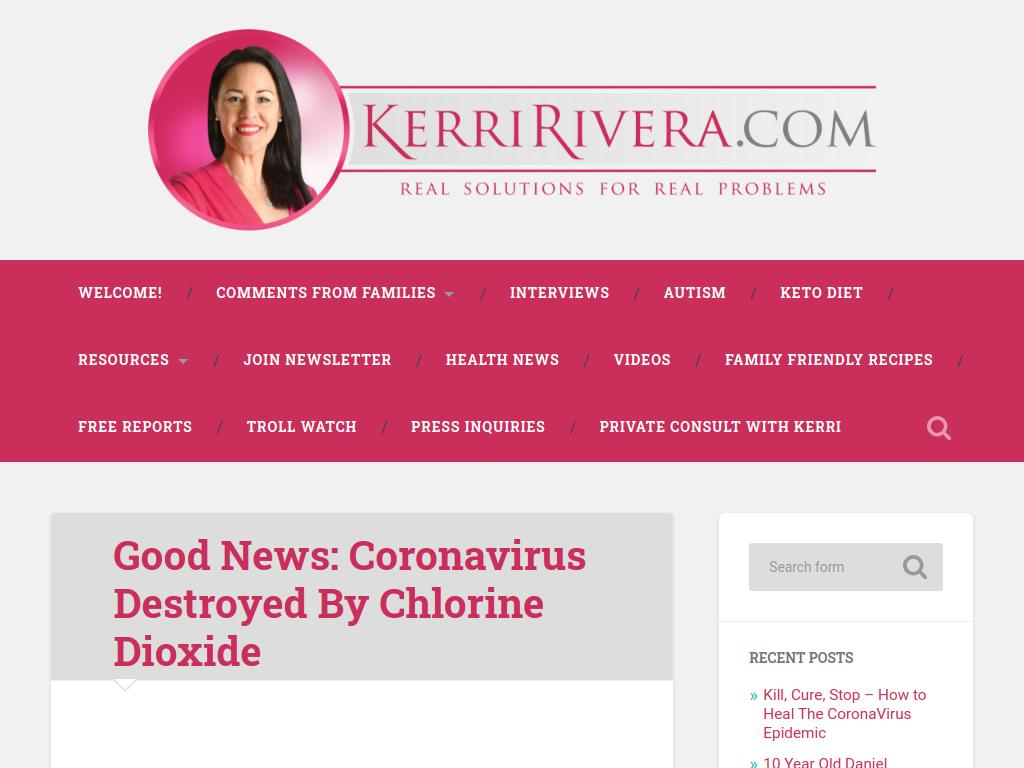 KERRIRIVERA.COM
REAL SOLUTIONS FOR REAL PROBLEMS
WELCOME! / COMMENTS FROM FAMILIES / INTERVIEWS / AUTISM / KETO DIET /
RESOURCES / JOIN NEWSLETTER / HEALTH NEWS / VIDEOS / FAMILY FRIENDLY RECIPES /
FREE REPORTS / TROLL WATCH / PRESS INQUIRIES / PRIVATE CONSULT WITH KERRI
Good News: Coronavirus
Destroyed By Chlorine
Dioxide
Search form
RECENT POSTS
» Kill, Cure, Stop – How to
Heal The CoronaVirus
Epidemic
» 10 Year Old Daniel